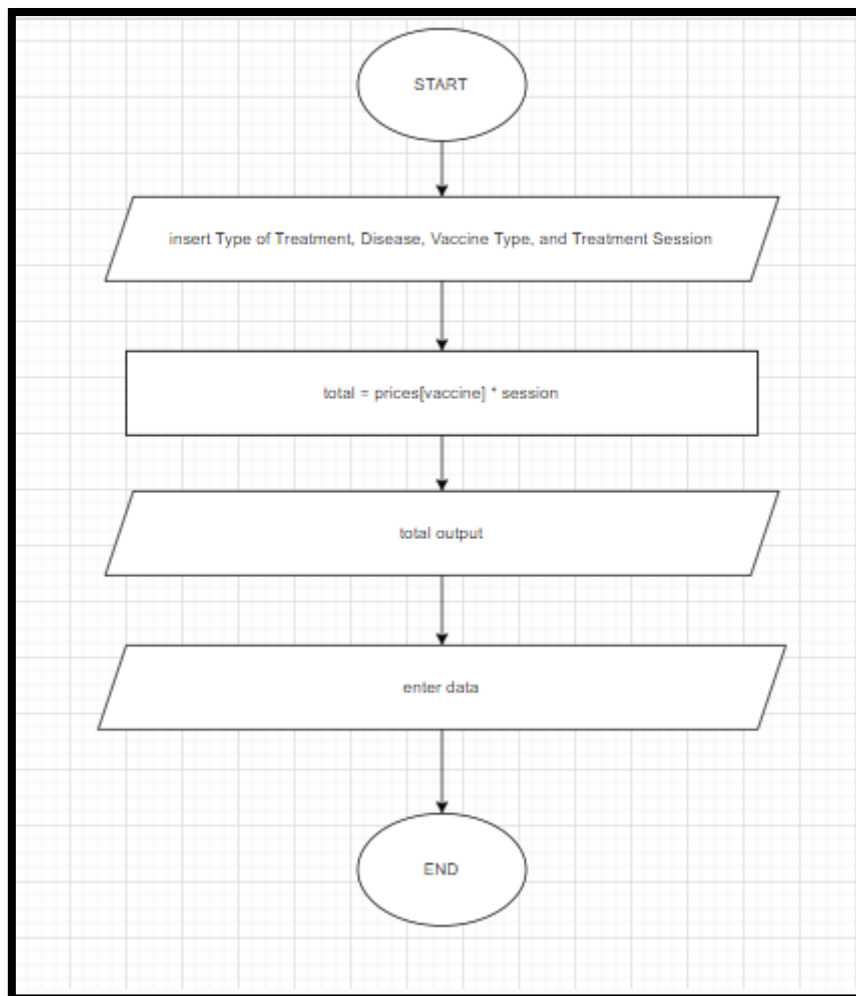 START
insert Type of Treatment, Disease, Vaccine Type, and Treatment Session
total = prices[vaccine] * session
total output
enter data
END